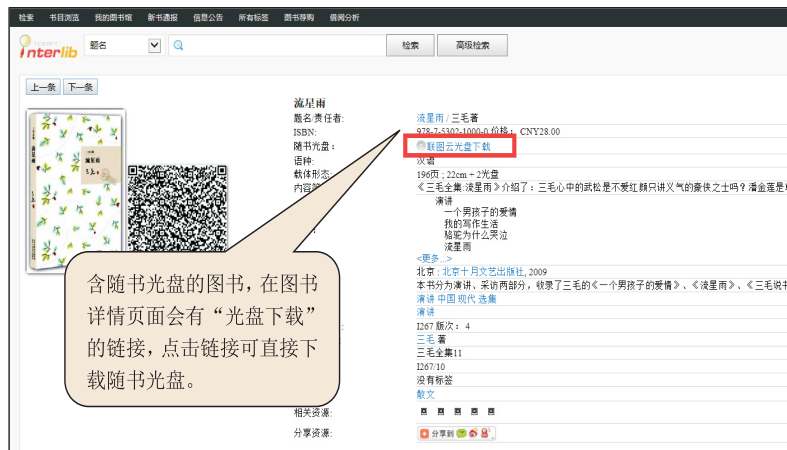 检索 书目浏览 我的图书馆 新书通报 信息公告 所有标签 图书荐购 借阅分析
interlib 题名 检索 高级检索
上一条 下一条
流星雨
题名/责任者: 流星雨 / 三毛著
ISBN: 978-7-5302-1000-0 价格： CNY28.00
随书光盘： 联图云光盘下载
语种: 汉语
载体形态: 196页 ; 22cm + 2光盘
《三毛全集:流星雨》介绍了：三毛心中的武松是不爱红颜只讲义气的豪侠之士吗？潘金莲是
演讲
一个男孩子的爱情
我的写作生活
骆驼为什么哭泣
流星雨
<更多...>
北京 : 北京十月文艺出版社, 2009
本书分为演讲、采访两部分，收录了三毛的《一个男孩子的爱情》、《流星雨》、《三毛说
演讲 中国 现代 选集
演讲
I267 版次： 4
三毛 著
三毛全集11
I267/10
没有标签
散文
相关资源:
分享资源: 分享到
含随书光盘的图书，在图书
详情页面会有“光盘下载”
的链接，点击链接可直接下
载随书光盘。